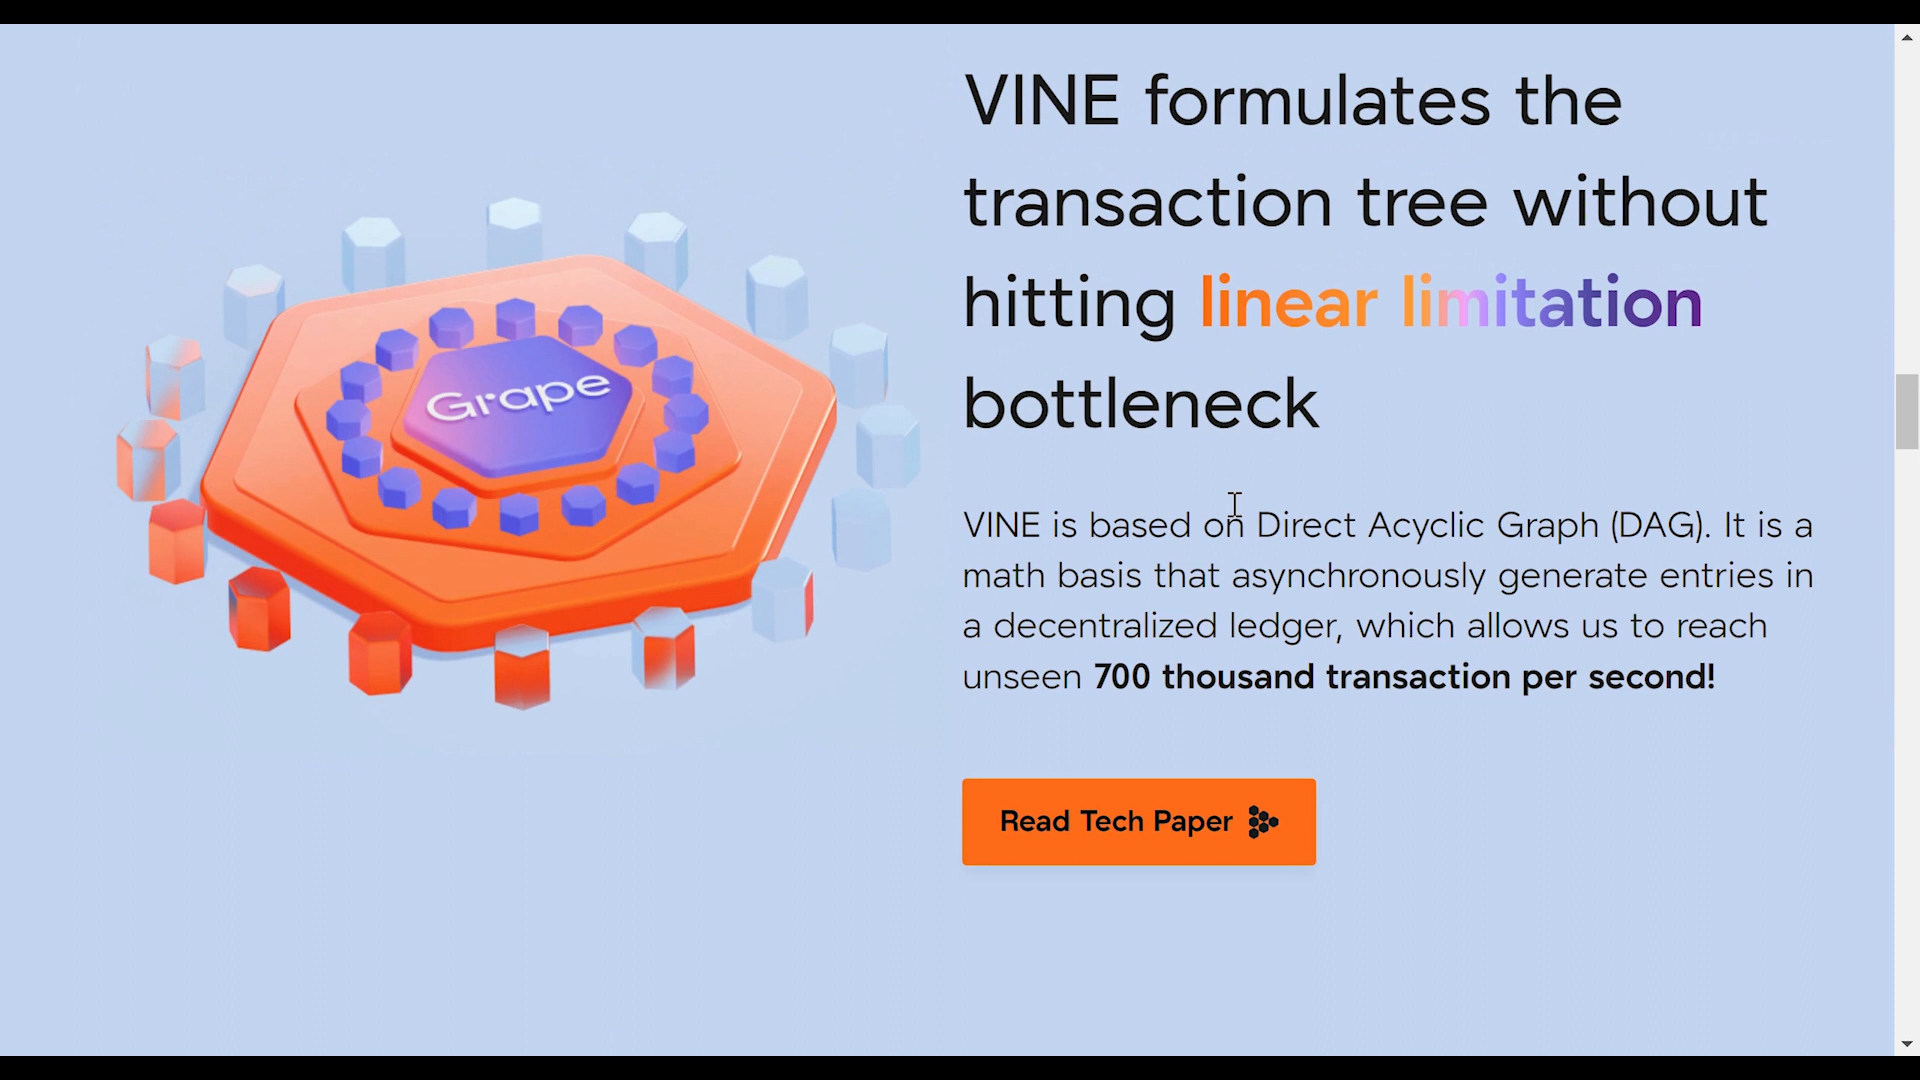 VINE formulates the
transaction tree without
hitting linear limitation
bottleneck
Grape
VINE is based on Direct Acyclic Graph (DAG). It is a
math basis that asynchronously generate entries in
a decentralized ledger, which allows us to reach
unseen 700 thousand transaction per second!
Read Tech Paper